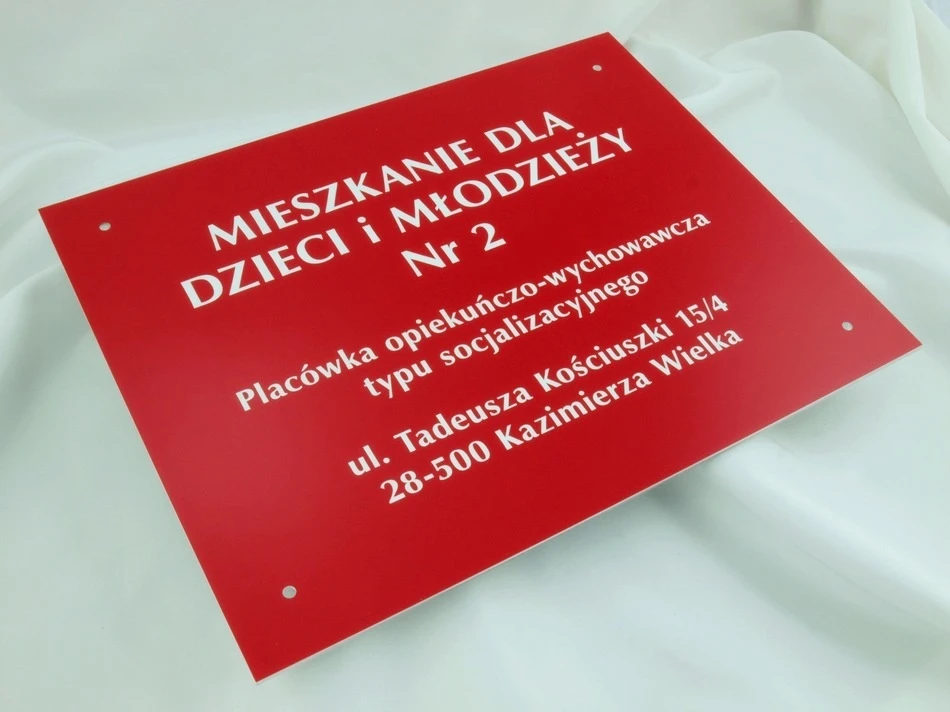 MIESZKANIE DLA
DZIECI i MŁODZIEŻY
Nr 2
Placówka opiekuńczo-wychowawcza
typu socjalizacyjnego
ul. Tadeusza Kościuszki 15/4
28-500 Kazimierza Wielka